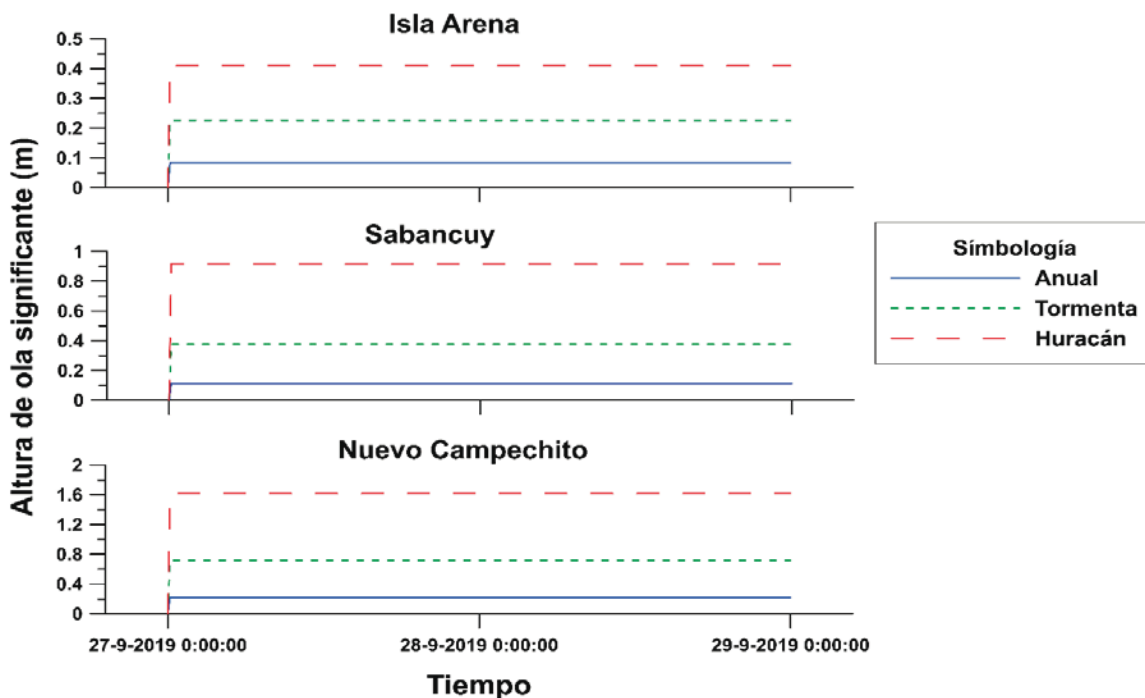 Isla Arena
0.5
0.4
0.3
0.2
0.1
0
Sabancuy
1
0.8
0.6
0.4
0.2
0
Nuevo Campechito
2
1.6
1.2
0.8
0.4
0
27-9-2019 0:00:00
28-9-2019 0:00:00
29-9-2019 0:00:00
Tiempo
Altura de ola significante (m)
Símbología
Anual
Tormenta
Huracán